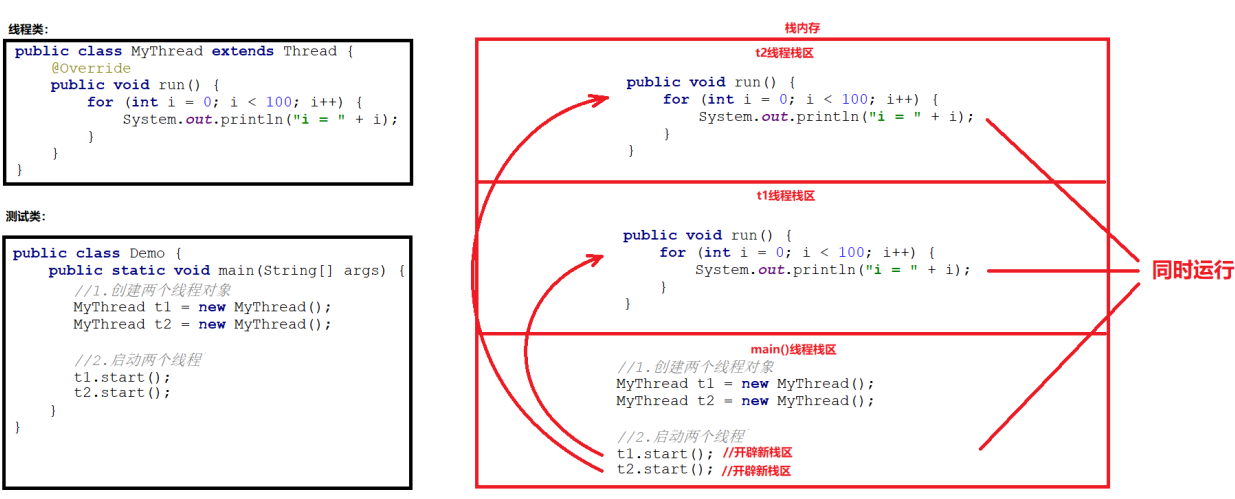 线程类:
public class MyThread extends Thread {
@Override
public void run() {
for (int i = 0; i < 100; i++) {
System.out.println("i = " + i);
}
}
}
测试类:
public class Demo {
public static void main(String[] args) {
//1.创建两个线程对象
MyThread t1 = new MyThread();
MyThread t2 = new MyThread();
//2.启动两个线程
t1.start();
t2.start();
}
}
栈内存
t2线程栈区
public void run() {
for (int i = 0; i < 100; i++) {
System.out.println("i = " + i);
}
}
t1线程栈区
public void run() {
for (int i = 0; i < 100; i++) {
System.out.println("i = " + i);
}
}
main()线程栈区
//1.创建两个线程对象
MyThread t1 = new MyThread();
MyThread t2 = new MyThread();
//2.启动两个线程
t1.start(); //开辟新栈区
t2.start(); //开辟新栈区
同时运行